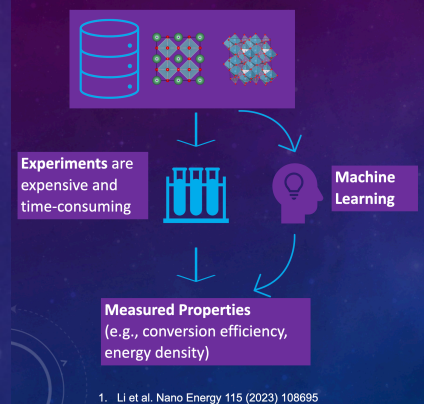 Experiments are
expensive and
time-consuming
Machine
Learning
Measured Properties
(e.g., conversion efficiency,
energy density)
1. Li et al. Nano Energy 115 (2023) 108695